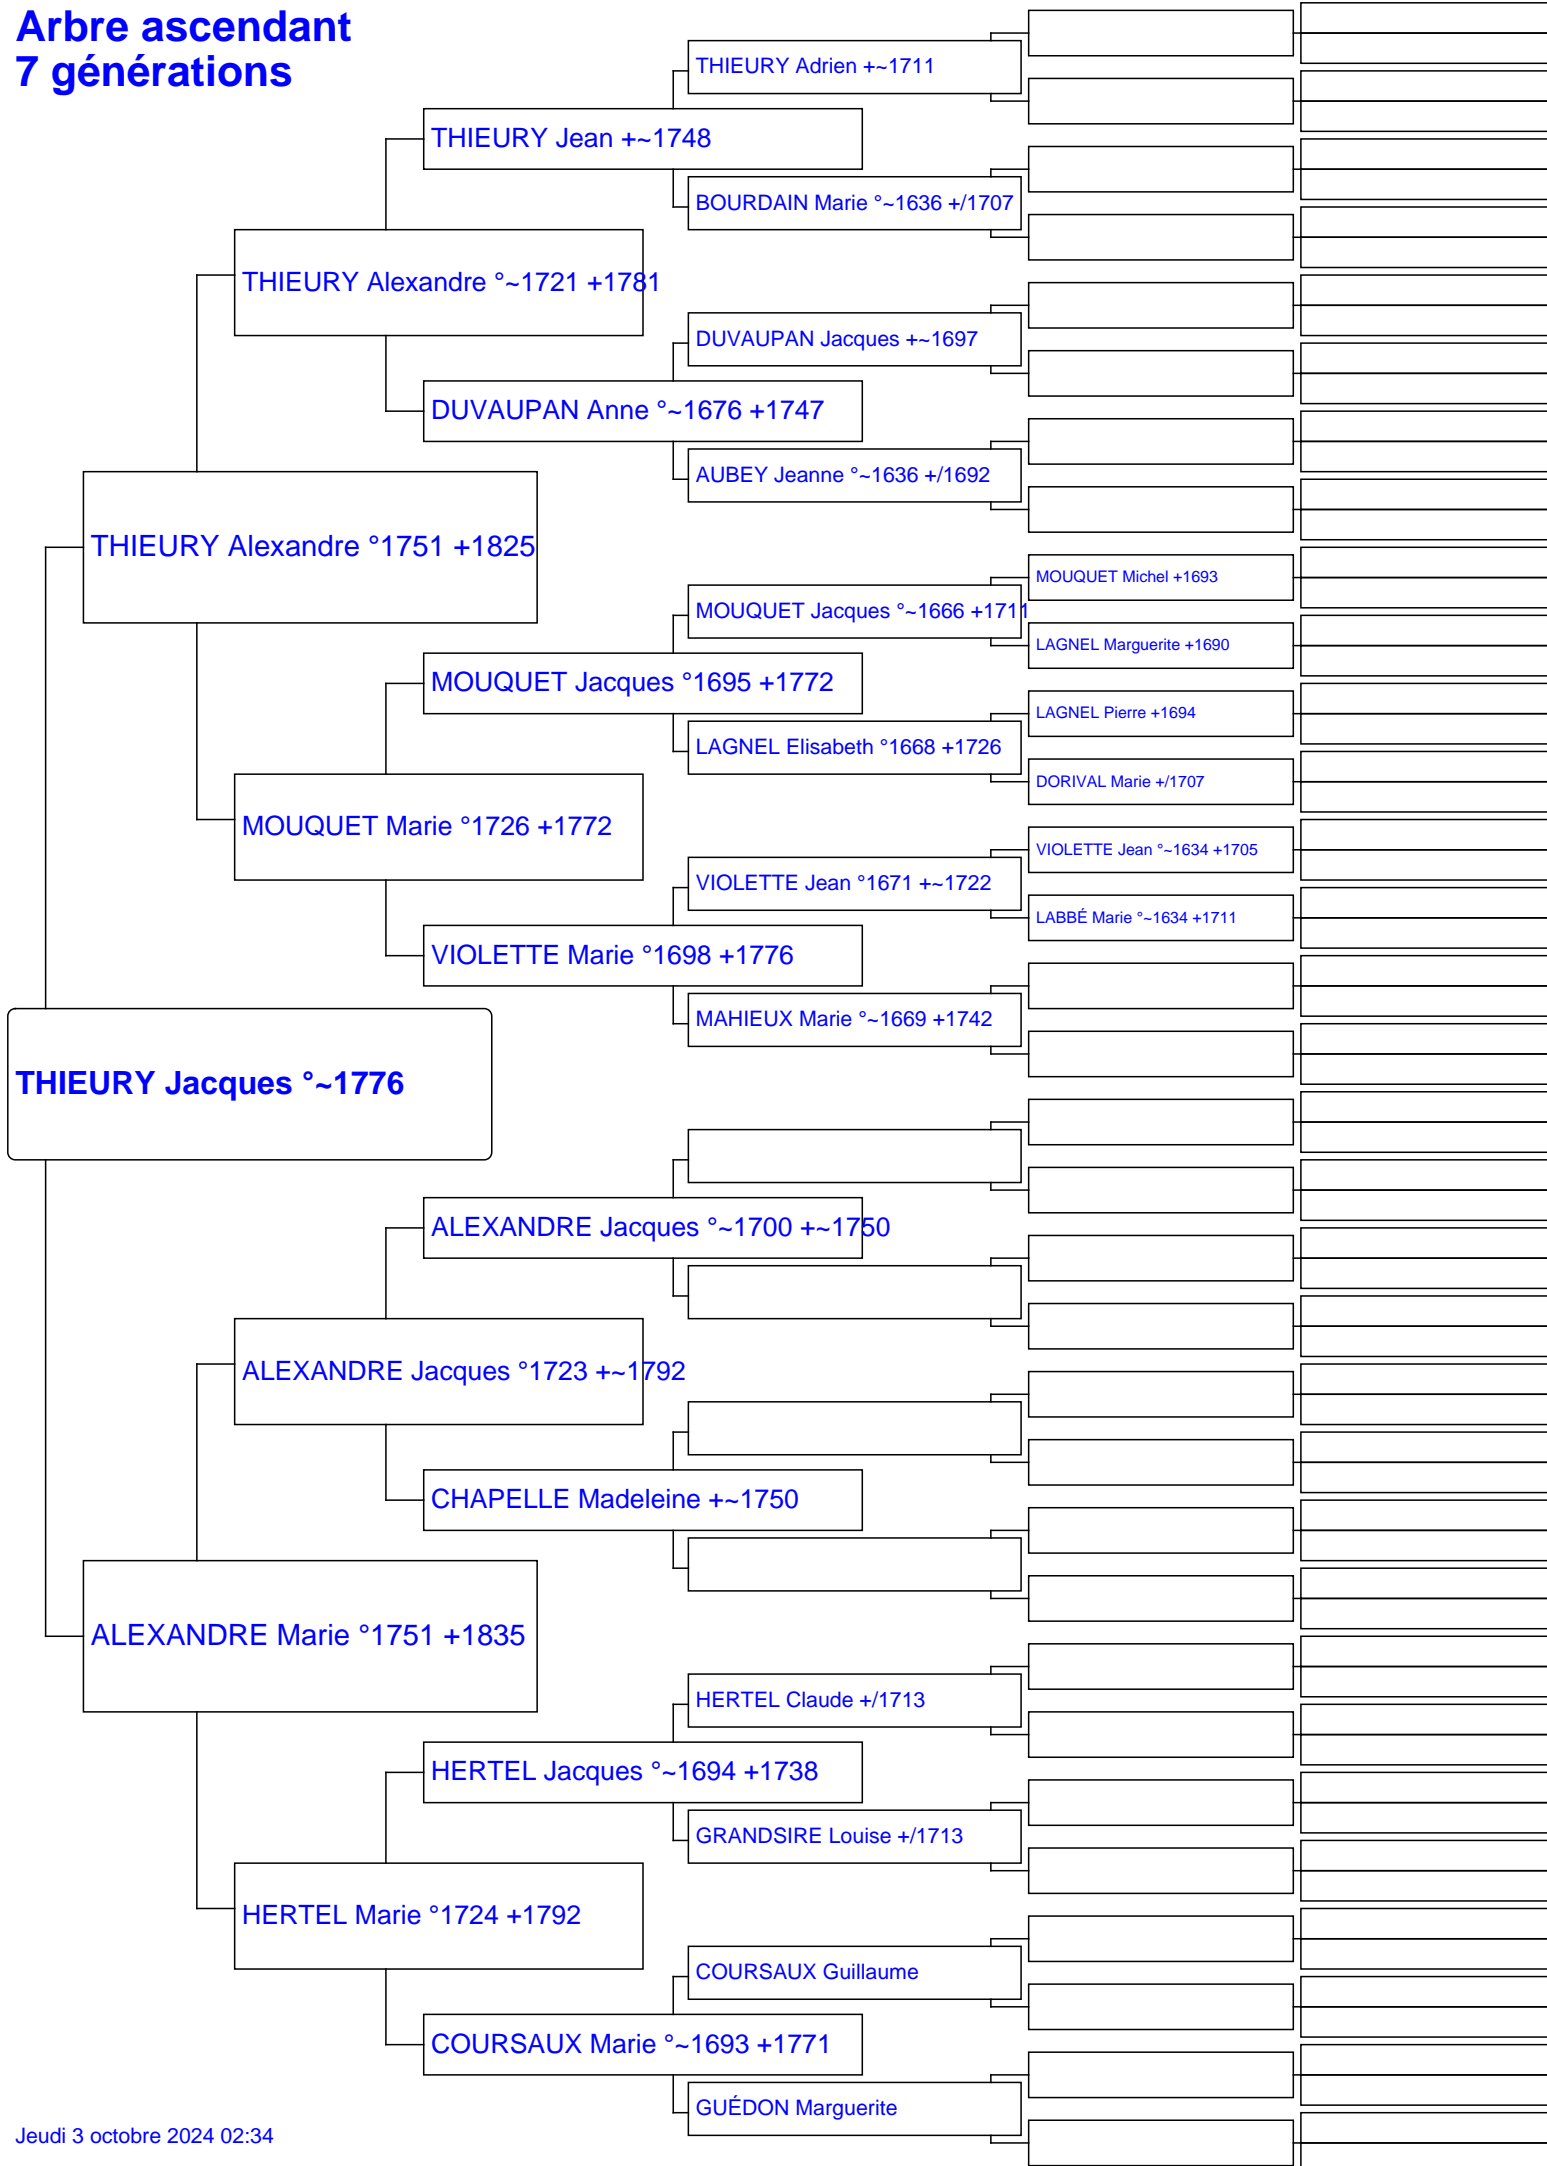 Arbre ascendant
7 générations
THIEURY Adrien +~1711
THIEURY Jean +~1748
BOURDAIN Marie °~1636 +/1707
THIEURY Alexandre °~1721 +1781
DUVAUPAN Jacques +~1697
DUVAUPAN Anne °~1676 +1747
AUBEY Jeanne °~1636 +/1692
THIEURY Alexandre °1751 +1825
MOUQUET Michel +1693
MOUQUET Jacques °~1666 +1711
LAGNEL Marguerite +1690
MOUQUET Jacques °1695 +1772
LAGNEL Pierre +1694
LAGNEL Elisabeth °1668 +1726
DORIVAL Marie +/1707
MOUQUET Marie °1726 +1772
VIOLETTE Jean °~1634 +1705
VIOLETTE Jean °1671 +~1722
LABBÉ Marie °~1634 +1711
VIOLETTE Marie °1698 +1776
MAHIEUX Marie °~1669 +1742
THIEURY Jacques °~1776
ALEXANDRE Jacques °~1700 +~1750
ALEXANDRE Jacques °1723 +~1792
CHAPELLE Madeleine +~1750
ALEXANDRE Marie °1751 +1835
HERTEL Claude +/1713
HERTEL Jacques °~1694 +1738
GRANDSIRE Louise +/1713
HERTEL Marie °1724 +1792
COURSAUX Guillaume
COURSAUX Marie °~1693 +1771
GUÉDON Marguerite
Jeudi 3 octobre 2024 02:34